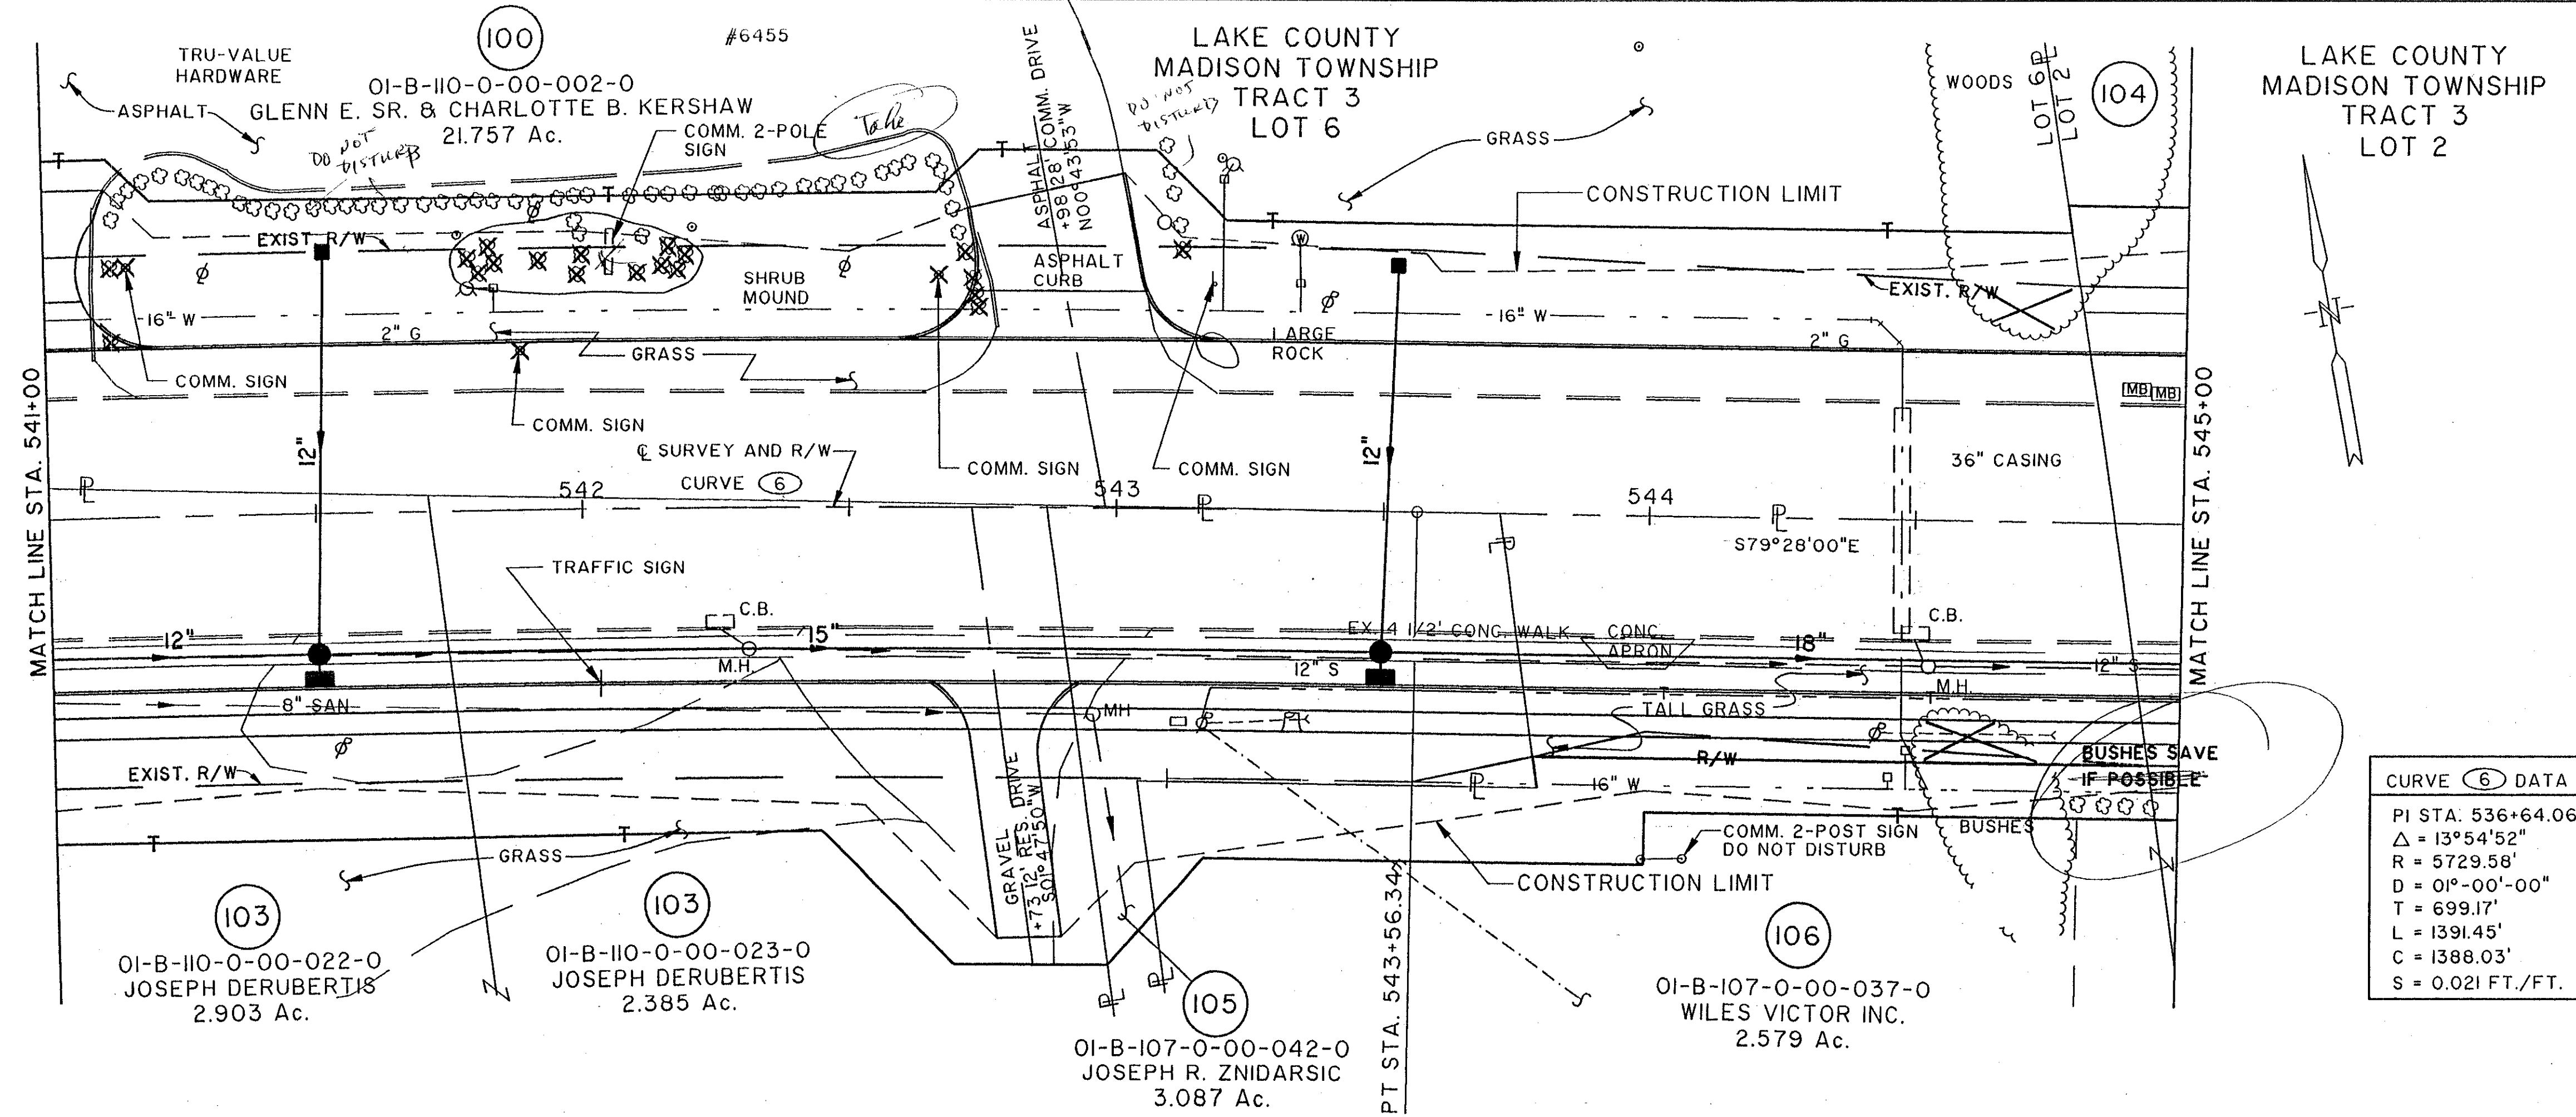 TRU-VALUE
HARDWARE
ASPHALT
100
#6455
01-B-110-0-00-002-0
GLENN E. SR. & CHARLOTTE B. KERSHAW
21.757 Ac.
DO NOT
DISTURB
Take
COMM. 2-POLE
SIGN
ASPHALT
+98 28' COMM. DRIVE
N00°43'53"W
DO NOT
DISTURB
LAKE COUNTY
MADISON TOWNSHIP
TRACT 3
LOT 6
GRASS
CONSTRUCTION LIMIT
WOODS
LOT 6
LOT 2
104
LAKE COUNTY
MADISON TOWNSHIP
TRACT 3
LOT 2
N
T
T
T
T
T
EXIST. R/W
SHRUB
MOUND
ASPHALT
CURB
W
EXIST. R/W
16" W
16" W
2" G
GRASS
LARGE
ROCK
2" G
COMM. SIGN
COMM. SIGN
COMM. SIGN
COMM. SIGN
MB MB
MATCH LINE STA. 541+00
MATCH LINE STA. 545+00
12"
12"
36" CASING
℄ SURVEY AND R/W
CURVE 6
542
543
544
S79°28'00"E
TRAFFIC SIGN
C.B.
C.B.
12"
15"
EX. 4 1/2' CONC. WALK
CONC.
APRON
18"
M.H.
12" S
12" S
M.H.
8" SAN
MH
TALL GRASS
EXIST. R/W
R/W
BUSHES SAVE
IF POSSIBLE
16" W
T
T
T
GRASS
GRAVEL
+73 12' RES. DRIVE
S01°47'50"W
COMM. 2-POST SIGN
DO NOT DISTURB
BUSHES
CONSTRUCTION LIMIT
103
01-B-110-0-00-022-0
JOSEPH DERUBERTIS
2.903 Ac.
103
01-B-110-0-00-023-0
JOSEPH DERUBERTIS
2.385 Ac.
105
01-B-107-0-00-042-0
JOSEPH R. ZNIDARSIC
3.087 Ac.
PT STA. 543+56.34
106
01-B-107-0-00-037-0
WILES VICTOR INC.
2.579 Ac.
CURVE 6 DATA
PI STA. 536+64.06
△ = 13°54'52"
R = 5729.58'
D = 01°-00'-00"
T = 699.17'
L = 1391.45'
C = 1388.03'
S = 0.021 FT./FT.